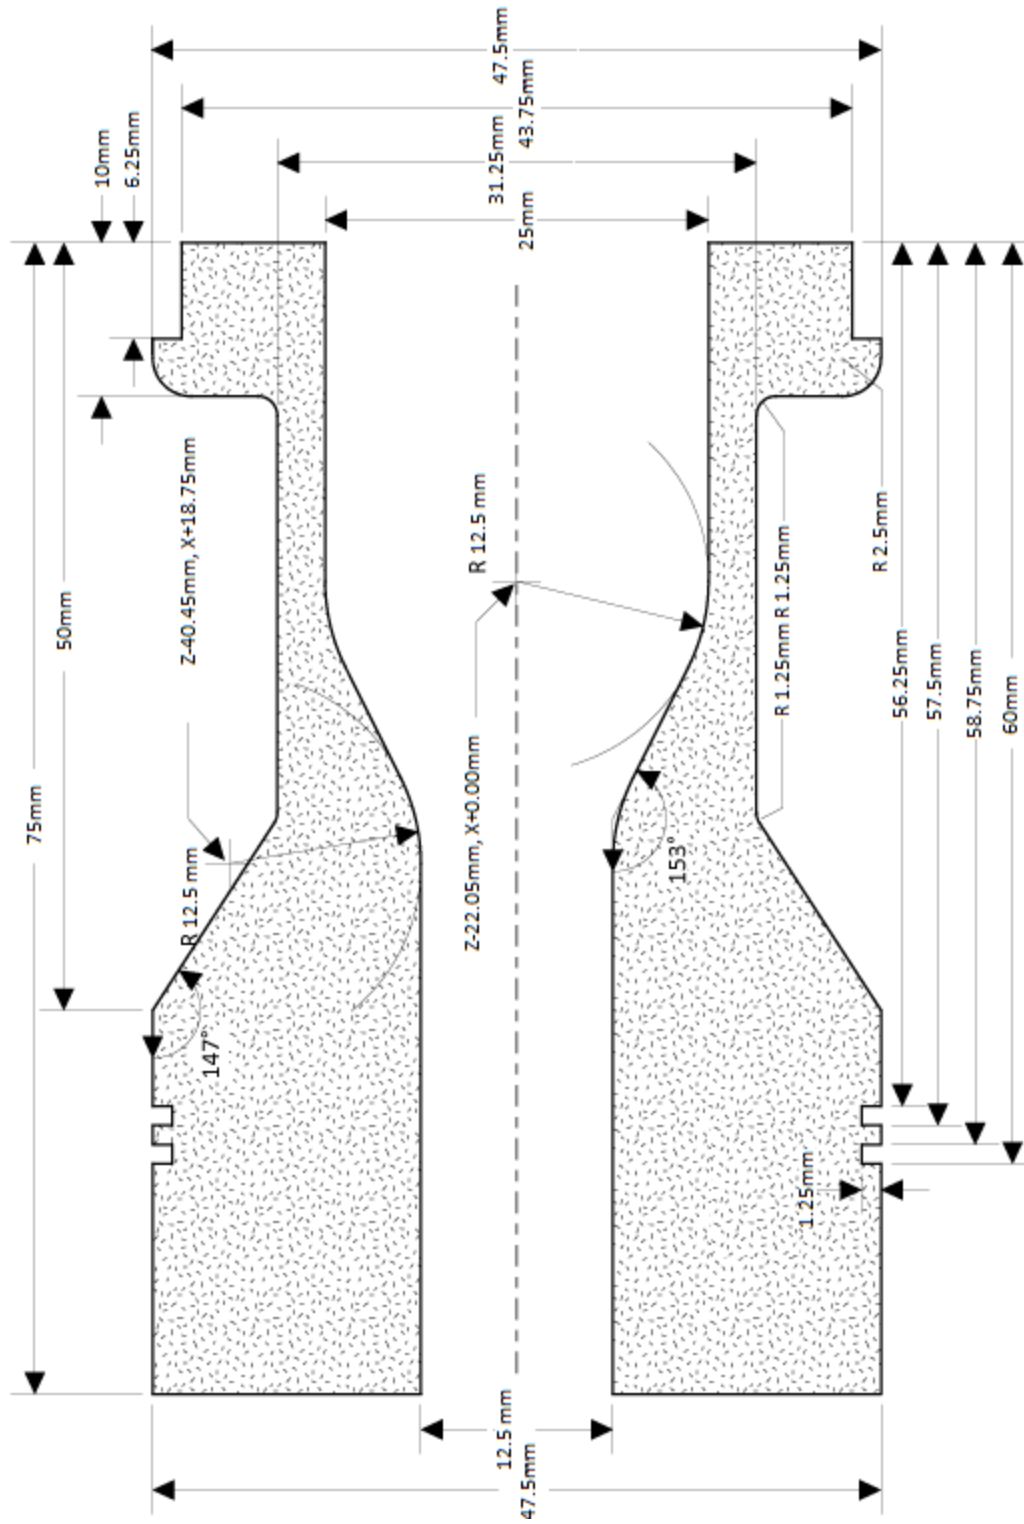 47.5mm
43.75mm
31.25mm
25mm
10mm
6.25mm
Z-40.45mm, X+18.75mm
R 12.5 mm
R 2.5m
R 1.25mm R 1.25mm
50mm
56.25mm
57.5mm
58.75mm
60mm
75mm
Z-22.05mm, X+0.00mm
R 12.5 mm
153°
147°
1.25mm
12.5 mm
47.5mm